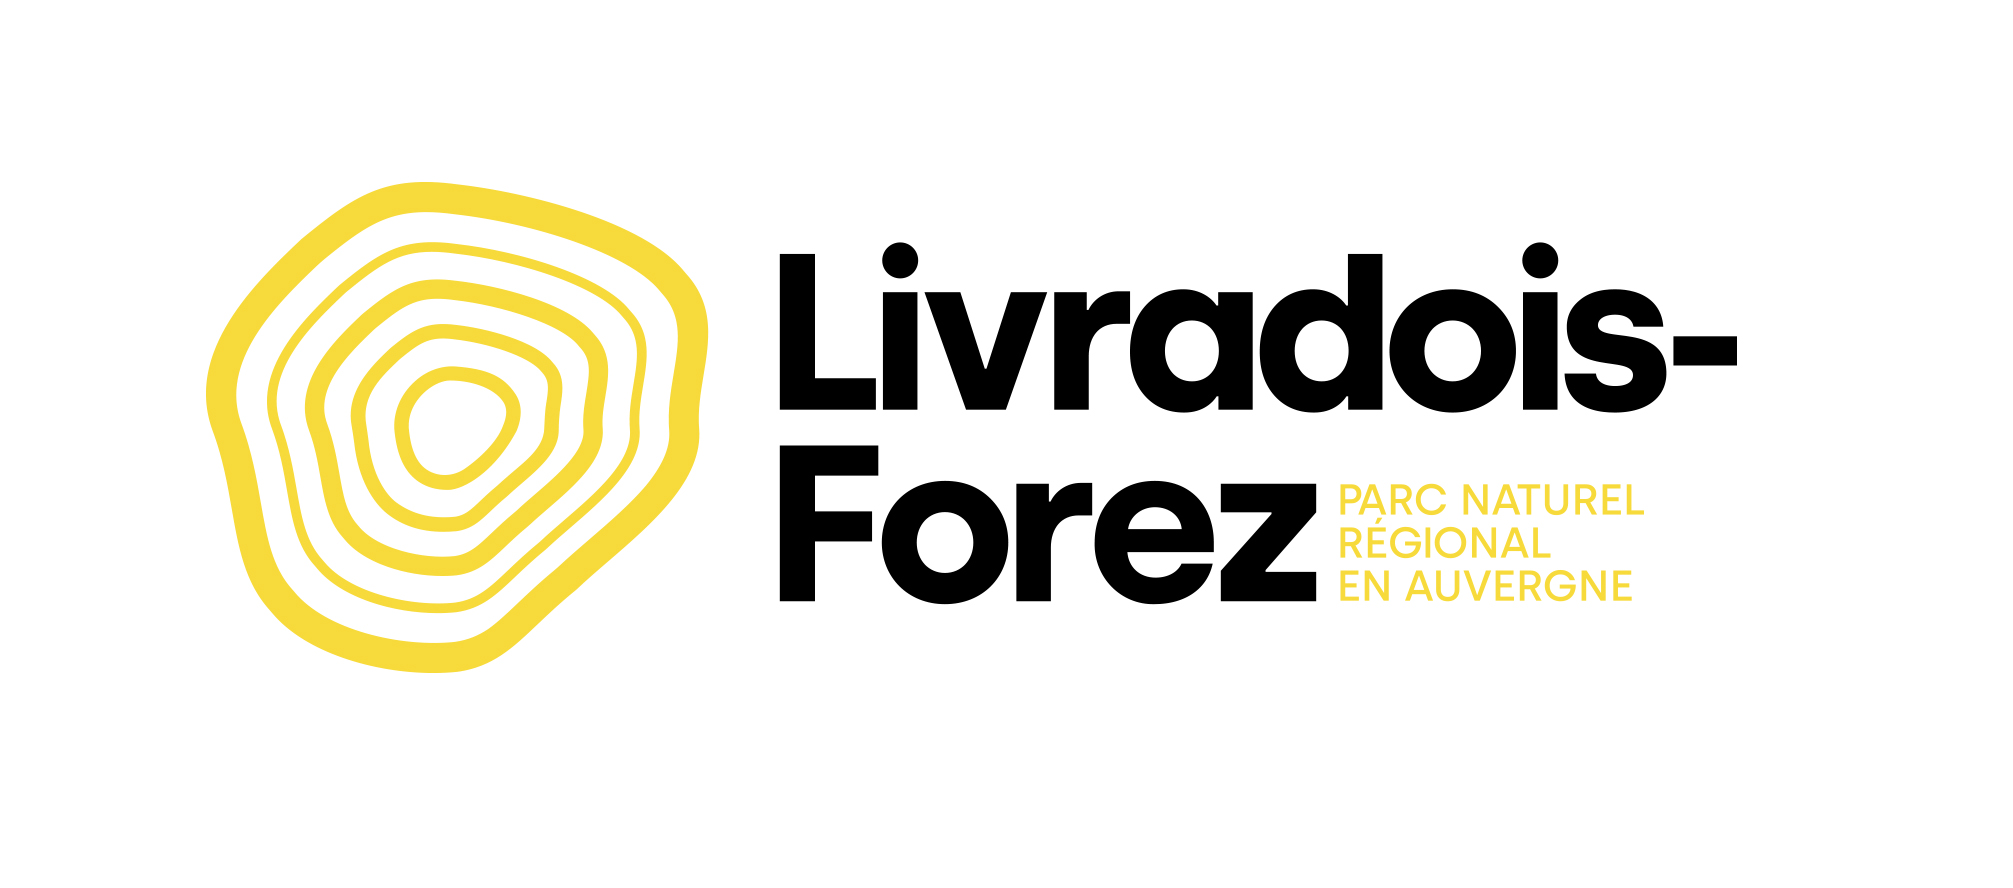 Livradois-
Forez
PARC NATUREL
RÉGIONAL
EN AUVERGNE